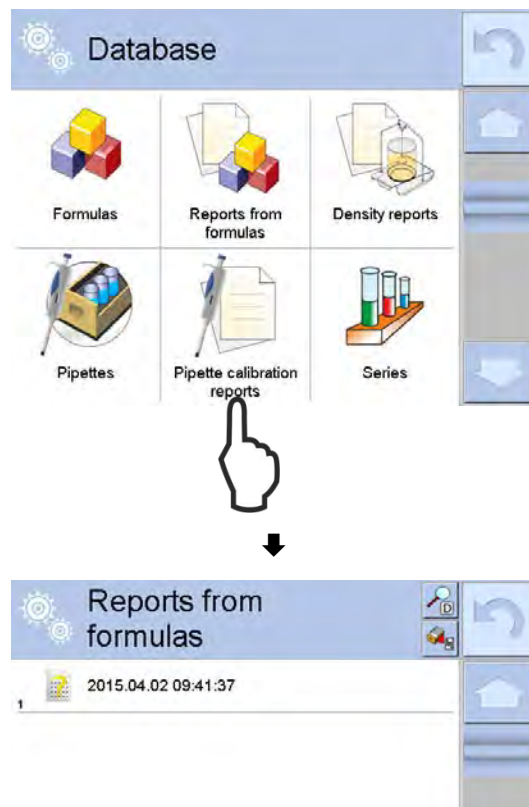 Database
Formulas
Reports from
formulas
Density reports
Pipettes
Pipette calibration
reports
Series
Reports from
formulas
D
1
2015.04.02 09:41:37